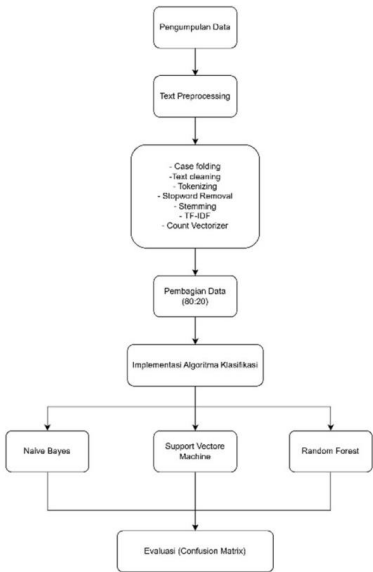 Pengumpulan Data
Text Preprocessing
- Case folding
-Text cleaning
- Tokenizing
- Stopword Removal
- Stemming
- TF-IDF
- Count Vectorizer
Pembagian Data
(80:20)
Implementasi Algoritma Klasifikasi
Naive Bayes
Support Vectore
Machine
Random Forest
Evaluasi (Confusion Matrix)